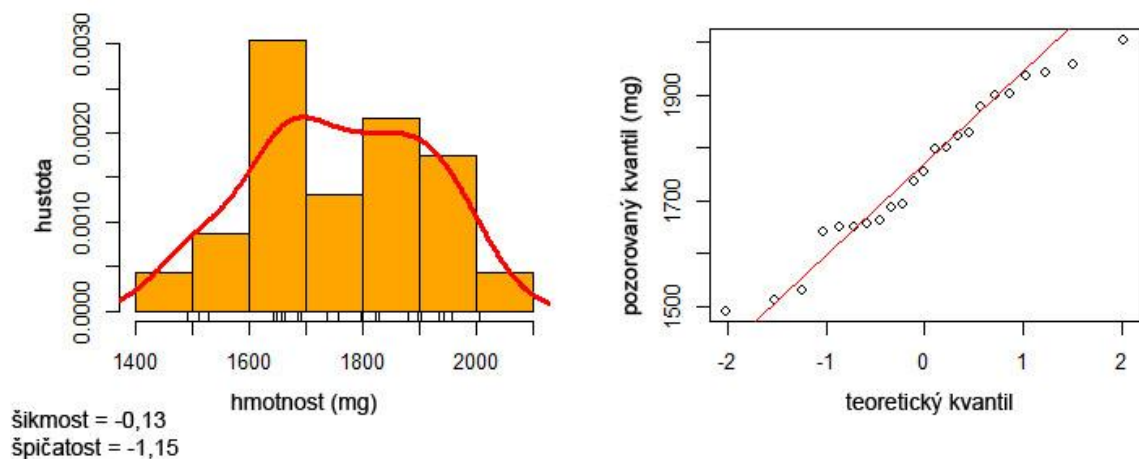 hustota
0.0000
0.0010
0.0020
0.0030
1400
1600
1800
2000
hmotnost (mg)
šikmost = -0,13
špičatost = -1,15
pozorovaný kvantil (mg)
1500
1700
1900
-2
-1
0
1
2
teoretický kvantil